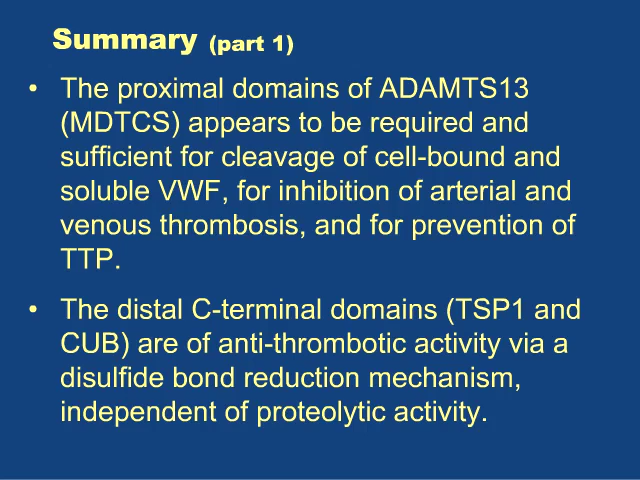 Summary (part 1)
• The proximal domains of ADAMTS13
(MDTCS) appears to be required and
sufficient for cleavage of cell-bound and
soluble VWF, for inhibition of arterial and
venous thrombosis, and for prevention of
TTP.
• The distal C-terminal domains (TSP1 and
CUB) are of anti-thrombotic activity via a
disulfide bond reduction mechanism,
independent of proteolytic activity.